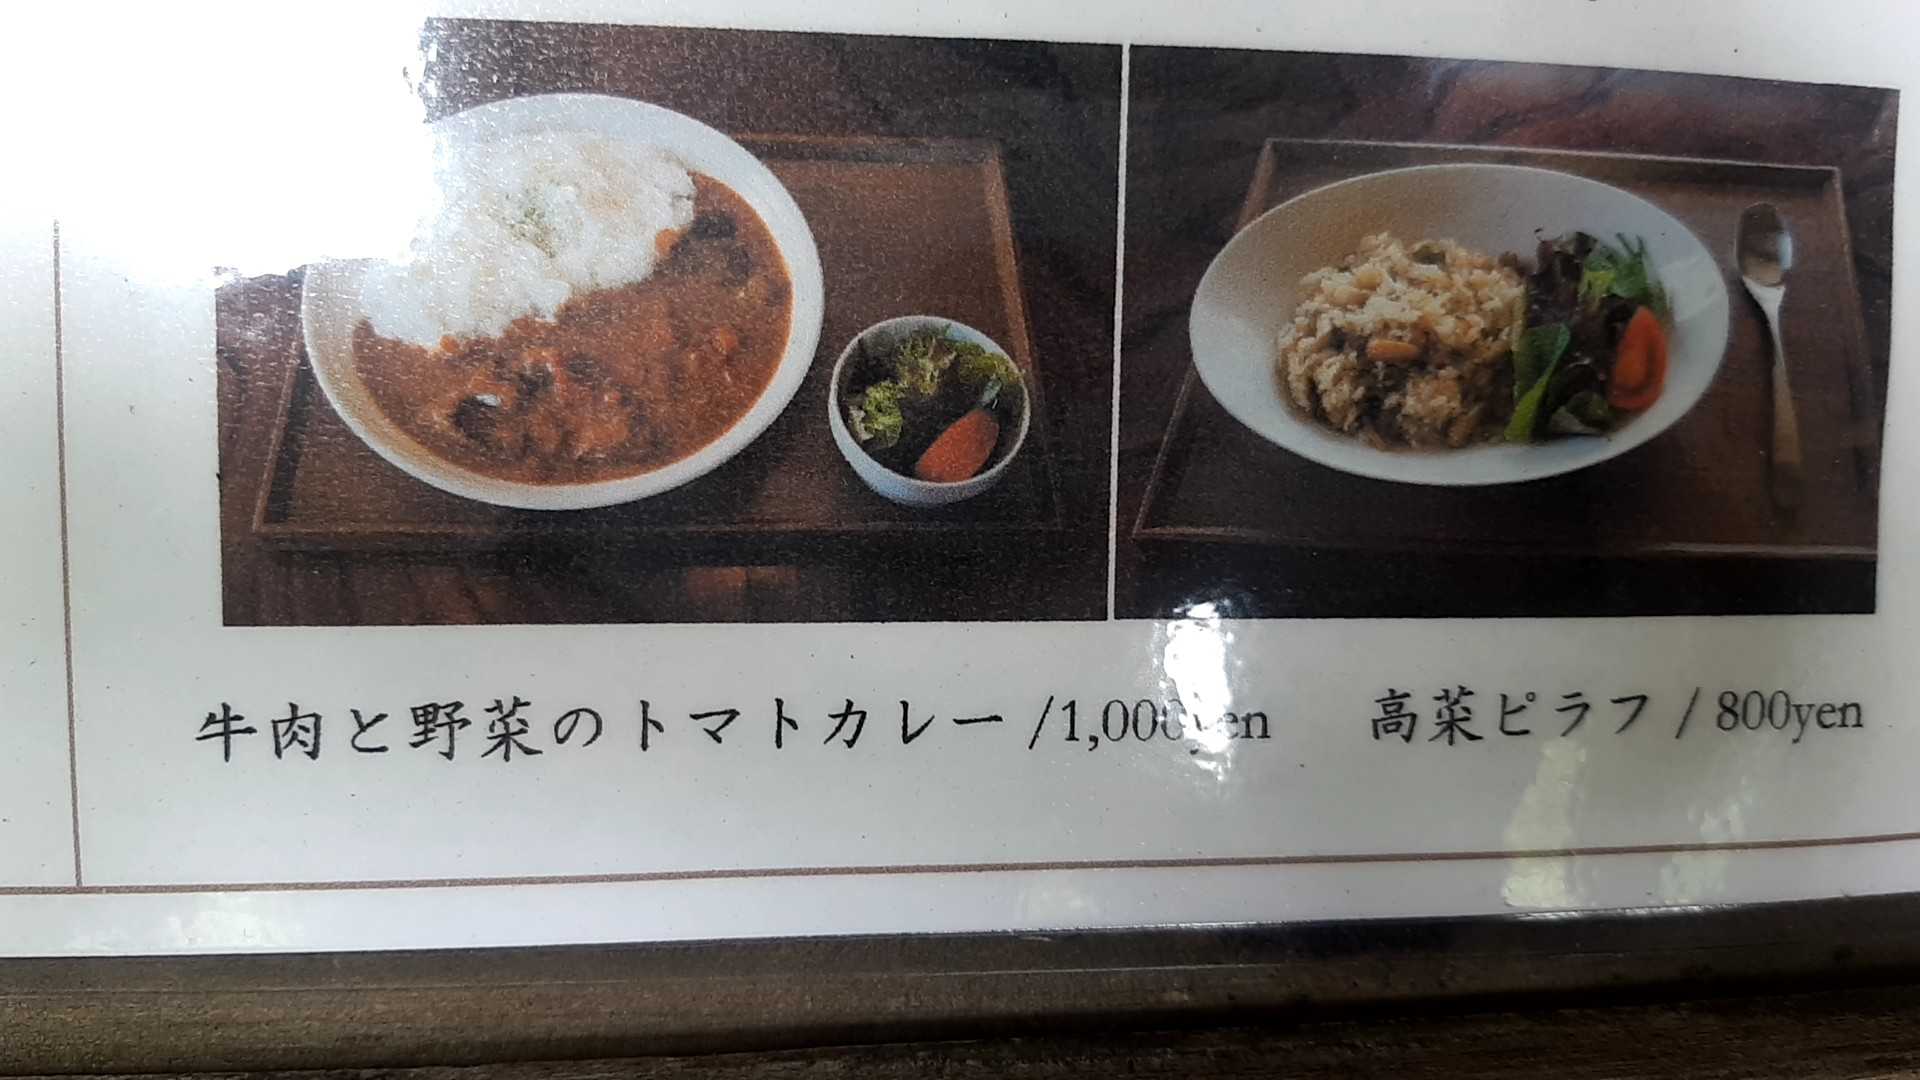 牛肉と野菜のトマトカレー /1,000yen
高菜ピラフ / 800yen